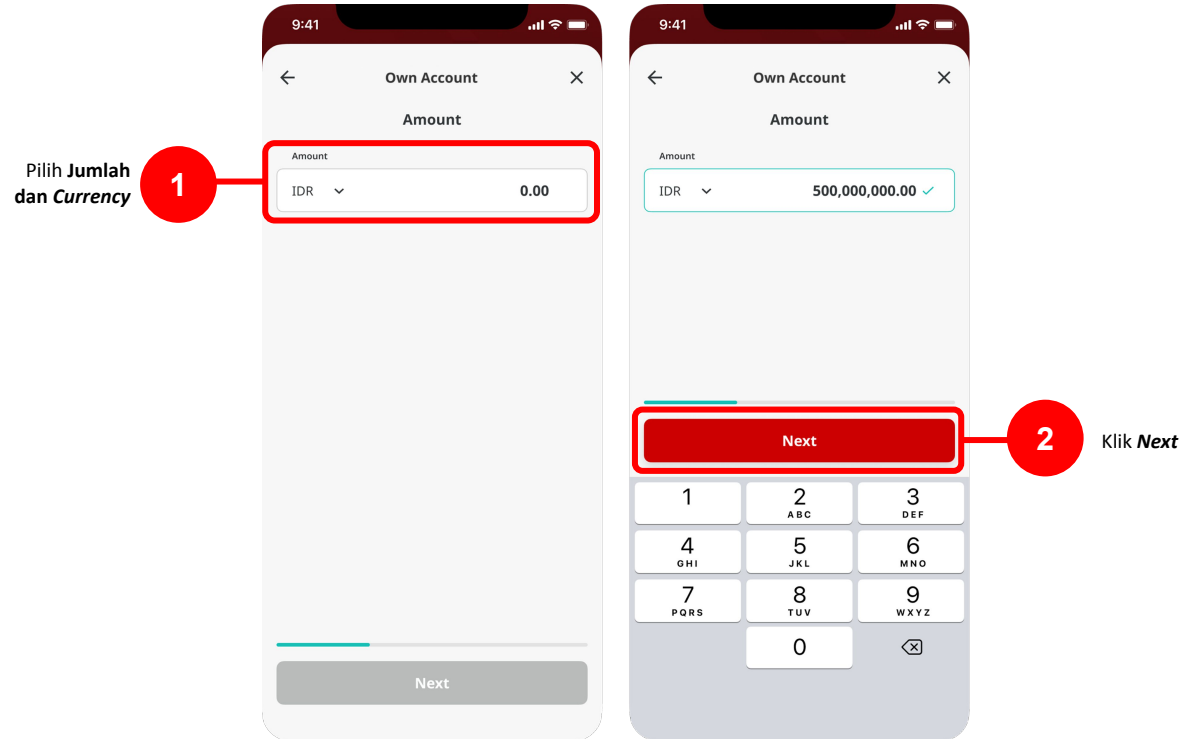 Pilih Jumlah
dan Currency
1
9:41
Own Account
Amount
Amount
IDR 0.00
Next
9:41
Own Account
Amount
Amount
IDR 500,000,000.00
Next
1
2
ABC
3
DEF
4
GHI
5
JKL
6
MNO
7
PQRS
8
TUV
9
WXYZ
0
2
Klik Next